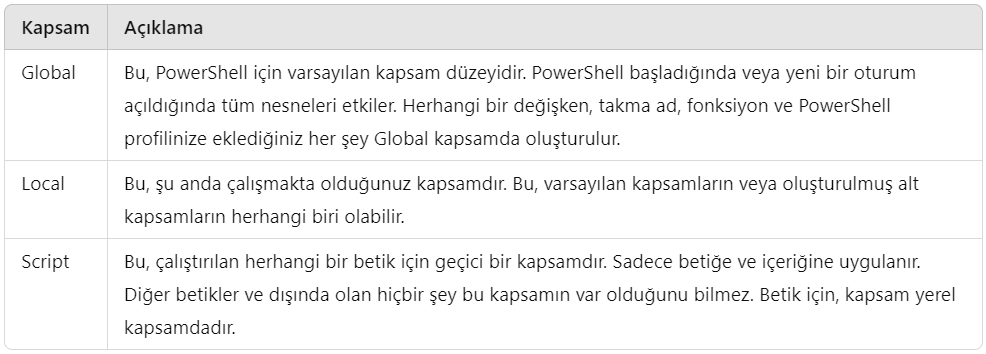 Kapsam Açıklama
Global Bu, PowerShell için varsayılan kapsam düzeyidir. PowerShell başladığında veya yeni bir oturum
açıldığında tüm nesneleri etkiler. Herhangi bir değişken, takma ad, fonksiyon ve PowerShell
profilinize eklediğiniz her şey Global kapsamda oluşturulur.
Local Bu, şu anda çalışmakta olduğunuz kapsamdır. Bu, varsayılan kapsamların veya oluşturulmuş alt
kapsamların herhangi biri olabilir.
Script Bu, çalıştırılan herhangi bir betik için geçici bir kapsamdır. Sadece betiğe ve içeriğine uygulanır.
Diğer betikler ve dışında olan hiçbir şey bu kapsamın var olduğunu bilmez. Betik için, kapsam yerel
kapsamdadır.